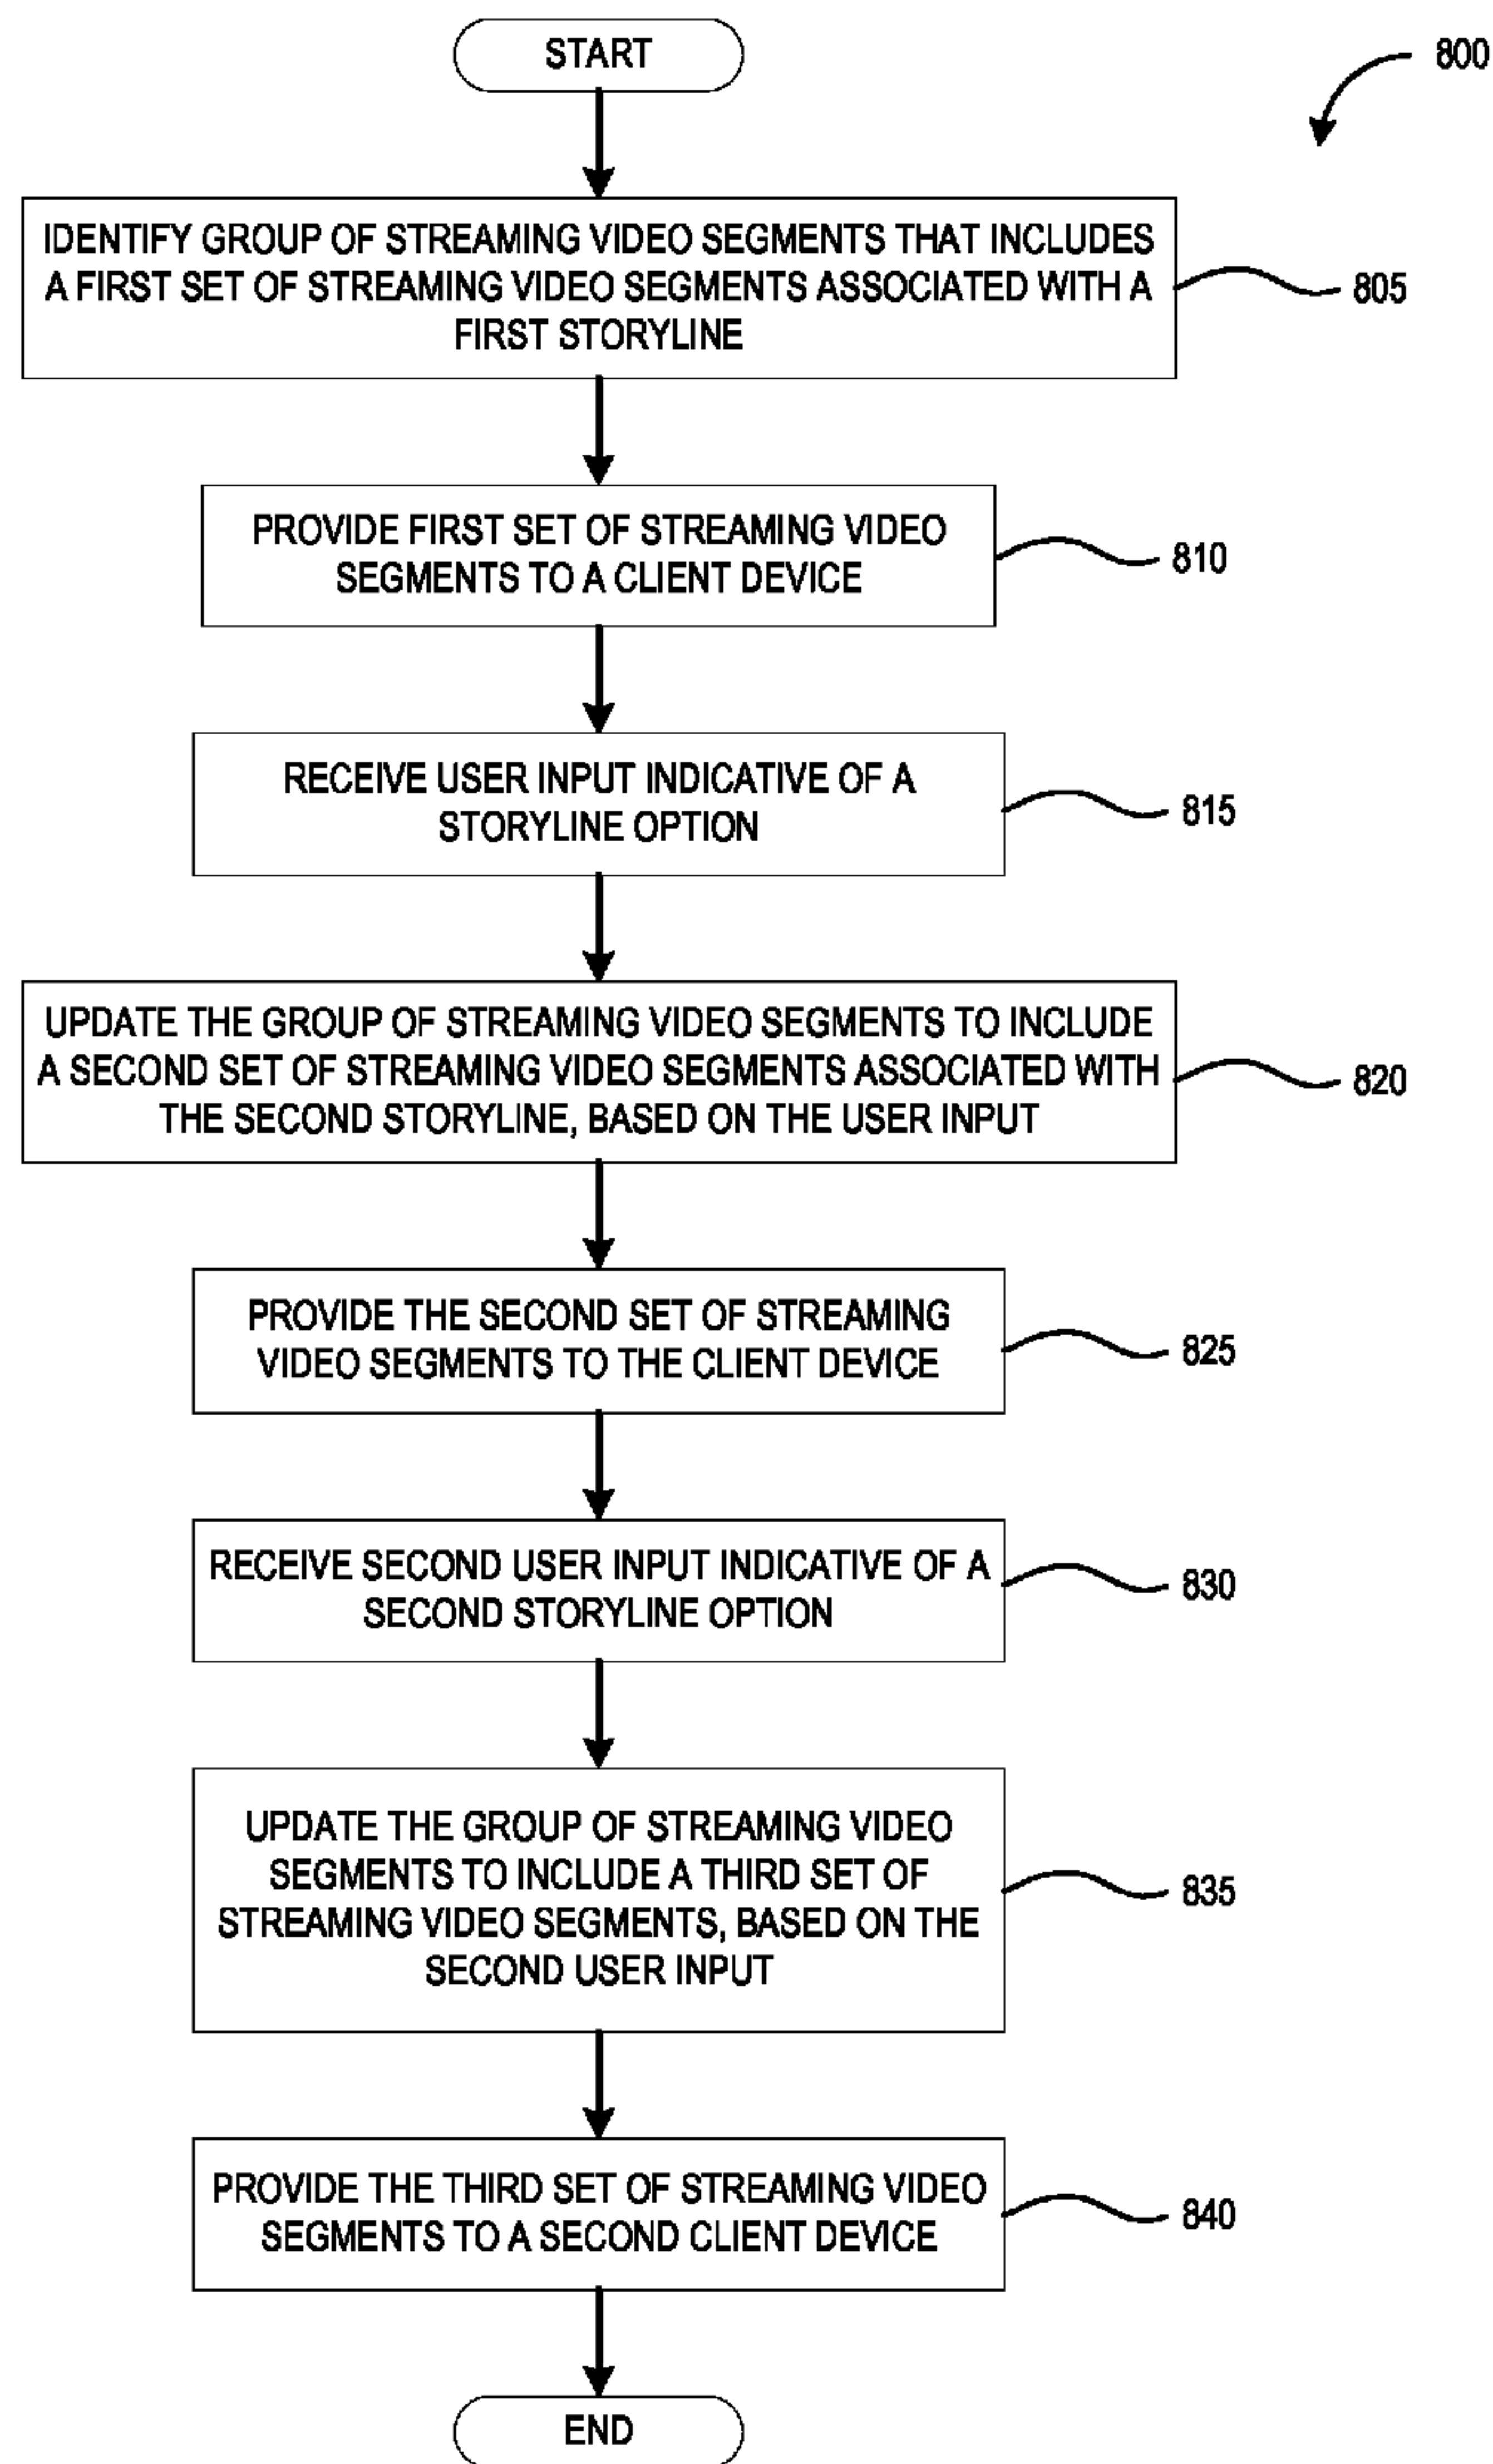 START
800
IDENTIFY GROUP OF STREAMING VIDEO SEGMENTS THAT INCLUDES
A FIRST SET OF STREAMING VIDEO SEGMENTS ASSOCIATED WITH A
FIRST STORYLINE
805
PROVIDE FIRST SET OF STREAMING VIDEO
SEGMENTS TO A CLIENT DEVICE
810
RECEIVE USER INPUT INDICATIVE OF A
STORYLINE OPTION
815
UPDATE THE GROUP OF STREAMING VIDEO SEGMENTS TO INCLUDE
A SECOND SET OF STREAMING VIDEO SEGMENTS ASSOCIATED WITH
THE SECOND STORYLINE, BASED ON THE USER INPUT
820
PROVIDE THE SECOND SET OF STREAMING
VIDEO SEGMENTS TO THE CLIENT DEVICE
825
RECEIVE SECOND USER INPUT INDICATIVE OF A
SECOND STORYLINE OPTION
830
UPDATE THE GROUP OF STREAMING VIDEO
SEGMENTS TO INCLUDE A THIRD SET OF
STREAMING VIDEO SEGMENTS, BASED ON THE
SECOND USER INPUT
835
PROVIDE THE THIRD SET OF STREAMING VIDEO
SEGMENTS TO A SECOND CLIENT DEVICE
840
END